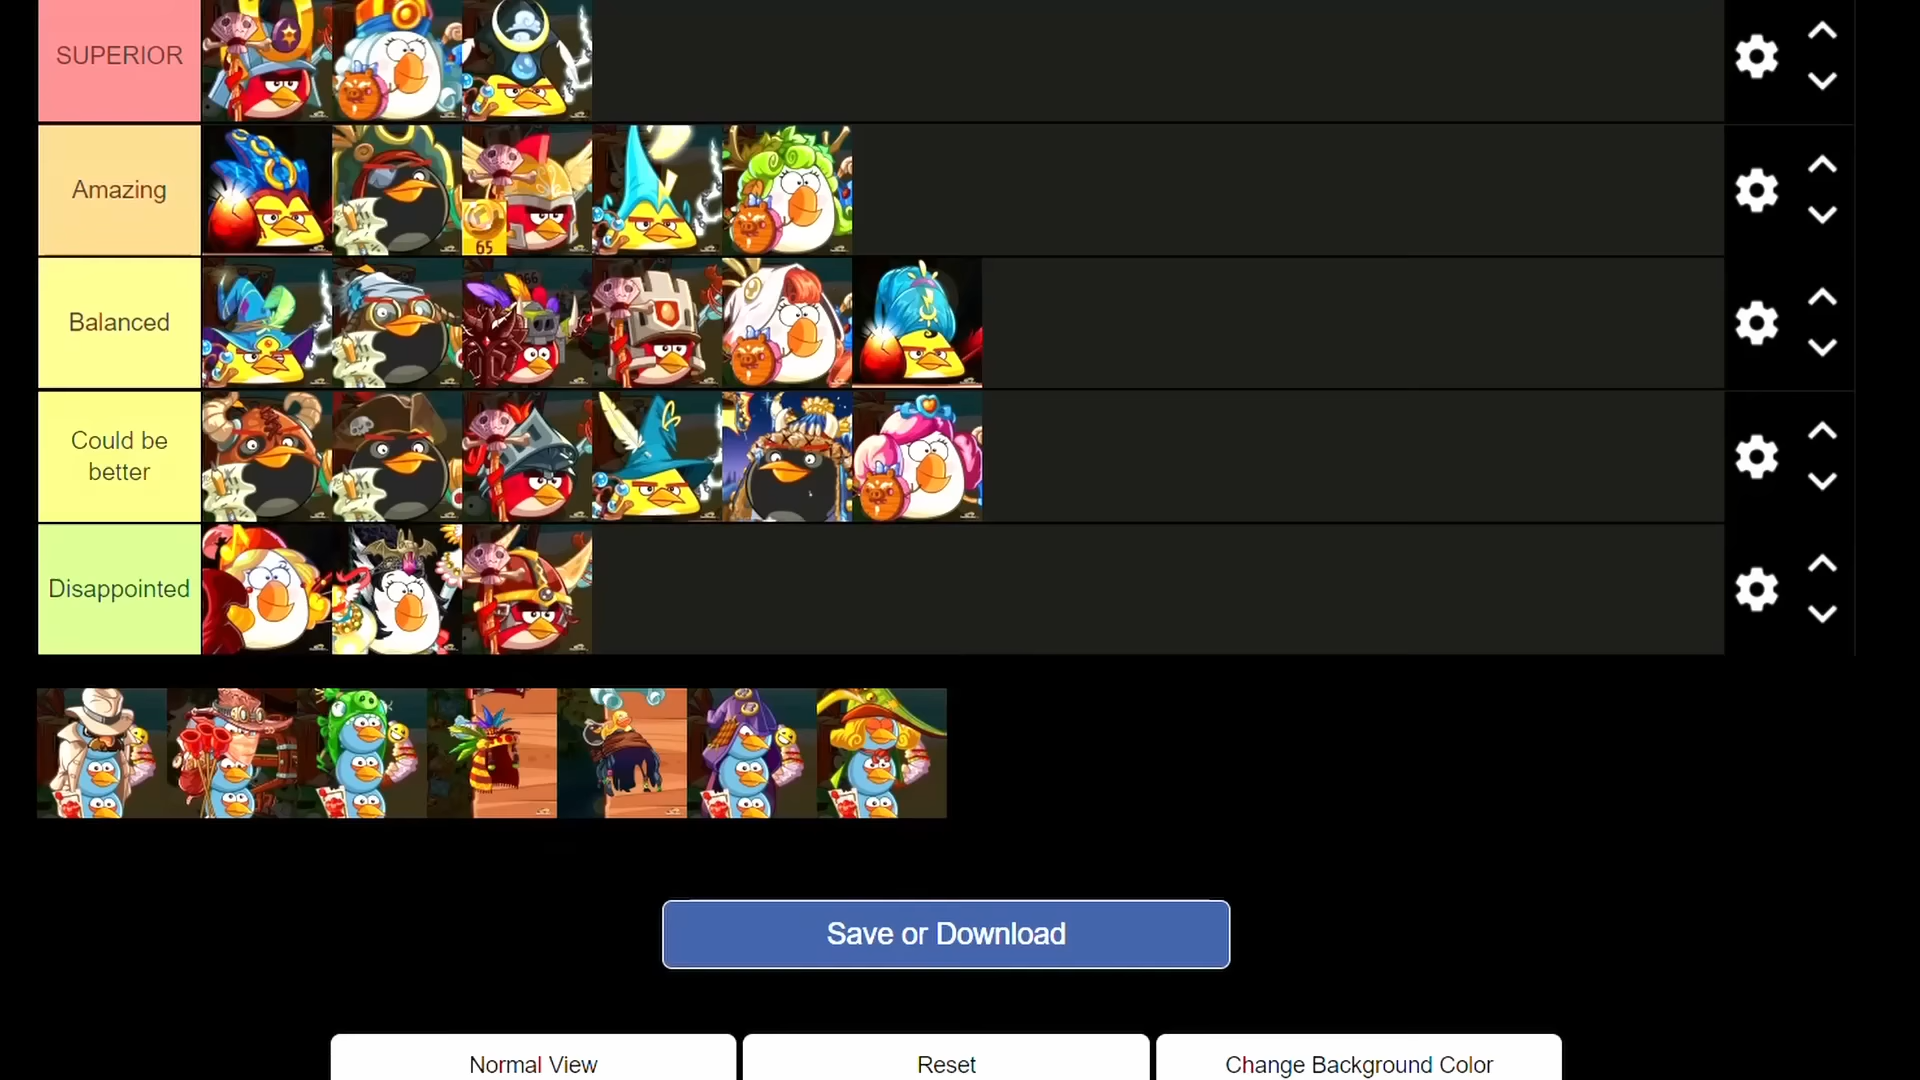 SUPERIOR
Amazing
65
Balanced
Could be
better
Disappointed
Save or Download
Normal View
Reset
Change Background Color